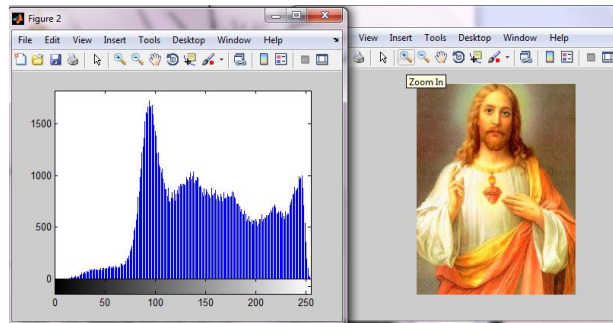 Figure 2
File Edit View Insert Tools Desktop Window Help
1500
1000
500
0
0 50 100 150 200 250
View Insert Tools Desktop Window Help
Zoom In